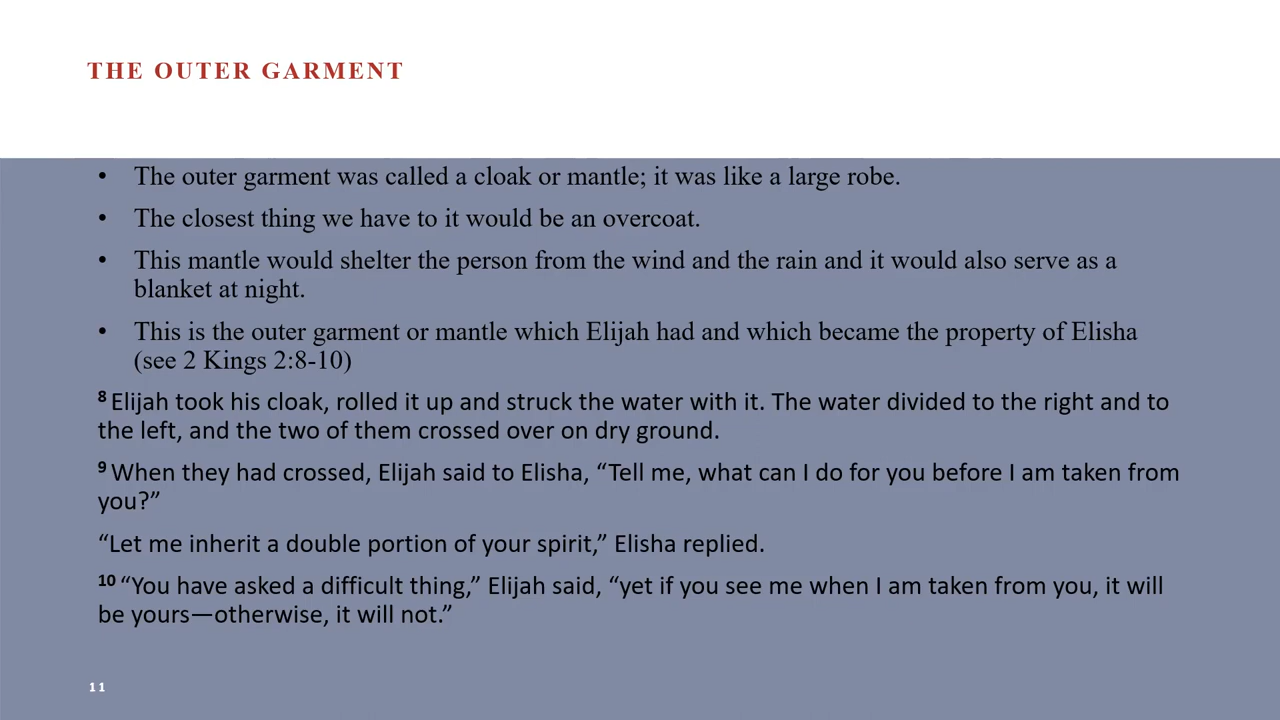 THE OUTER GARMENT
• The outer garment was called a cloak or mantle; it was like a large robe.
• The closest thing we have to it would be an overcoat.
• This mantle would shelter the person from the wind and the rain and it would also serve as a
blanket at night.
• This is the outer garment or mantle which Elijah had and which became the property of Elisha
(see 2 Kings 2:8-10)
8 Elijah took his cloak, rolled it up and struck the water with it. The water divided to the right and to
the left, and the two of them crossed over on dry ground.
9 When they had crossed, Elijah said to Elisha, “Tell me, what can I do for you before I am taken from
you?”
“Let me inherit a double portion of your spirit,” Elisha replied.
10 “You have asked a difficult thing,” Elijah said, “yet if you see me when I am taken from you, it will
be yours—otherwise, it will not.”
11